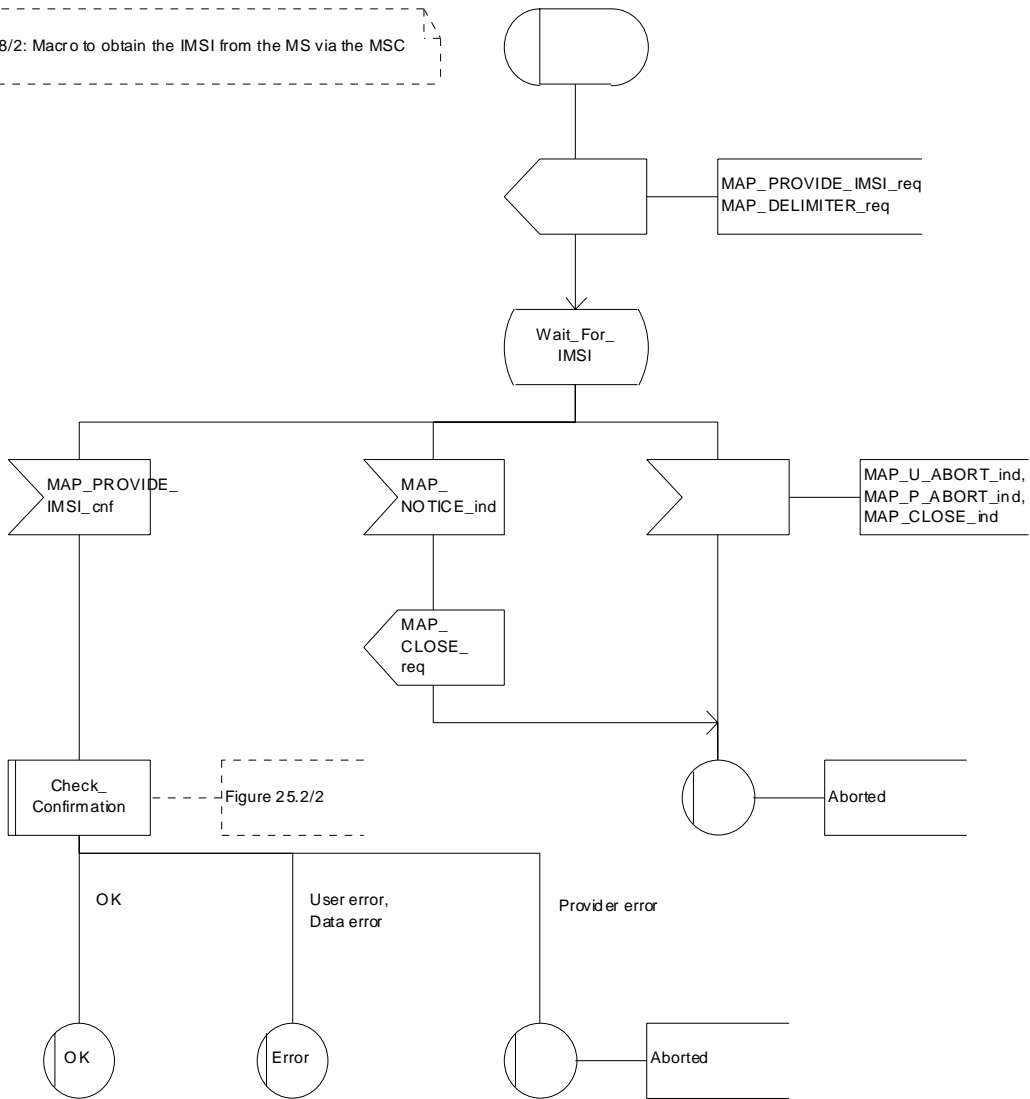 8/2: Macro to obtain the IMSI from the MS via the MSC
MAP_PROVIDE_IMSI_req
MAP_DELIMITER_req
Wait_For_
IMSI
MAP_PROVIDE_
IMSI_cnf
MAP_
NOTICE_ind
MAP_U_ABORT_ind,
MAP_P_ABORT_ind,
MAP_CLOSE_ind
MAP_
CLOSE_
req
Check_
Confirmation
Figure 25.2/2
Aborted
OK
User error,
Data error
Provider error
OK
Error
Aborted